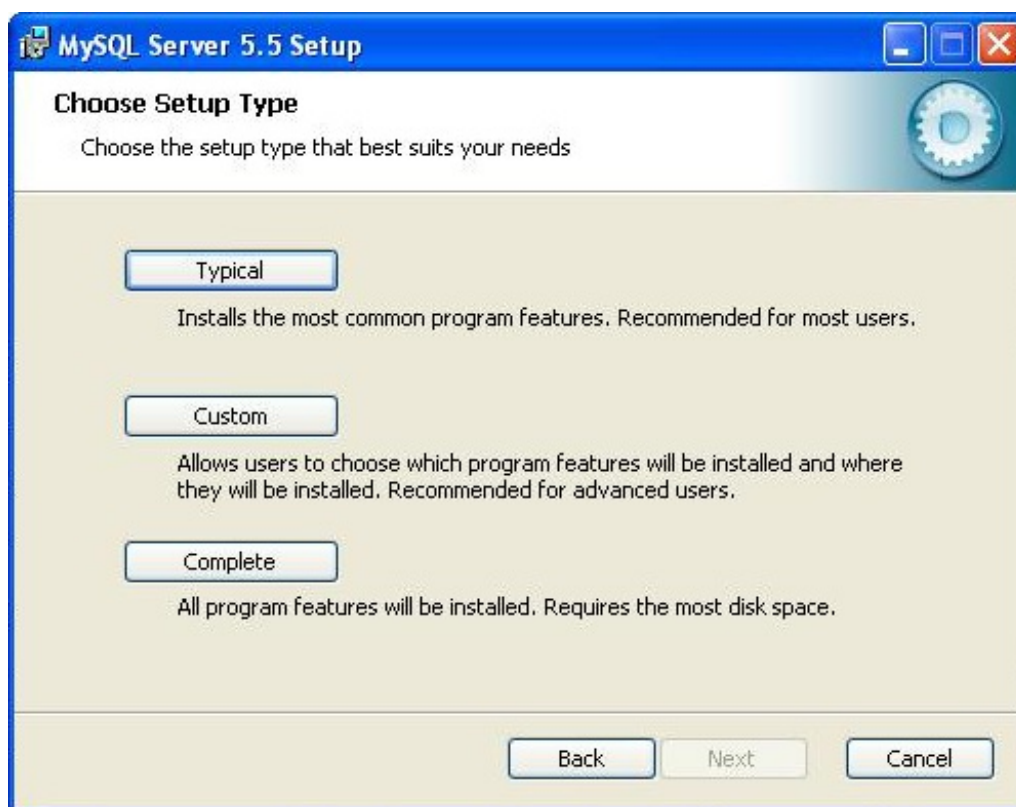 MySQL Server 5.5 Setup
Choose Setup Type
Choose the setup type that best suits your needs
Typical
Installs the most common program features. Recommended for most users.
Custom
Allows users to choose which program features will be installed and where
they will be installed. Recommended for advanced users.
Complete
All program features will be installed. Requires the most disk space.
Back Next Cancel